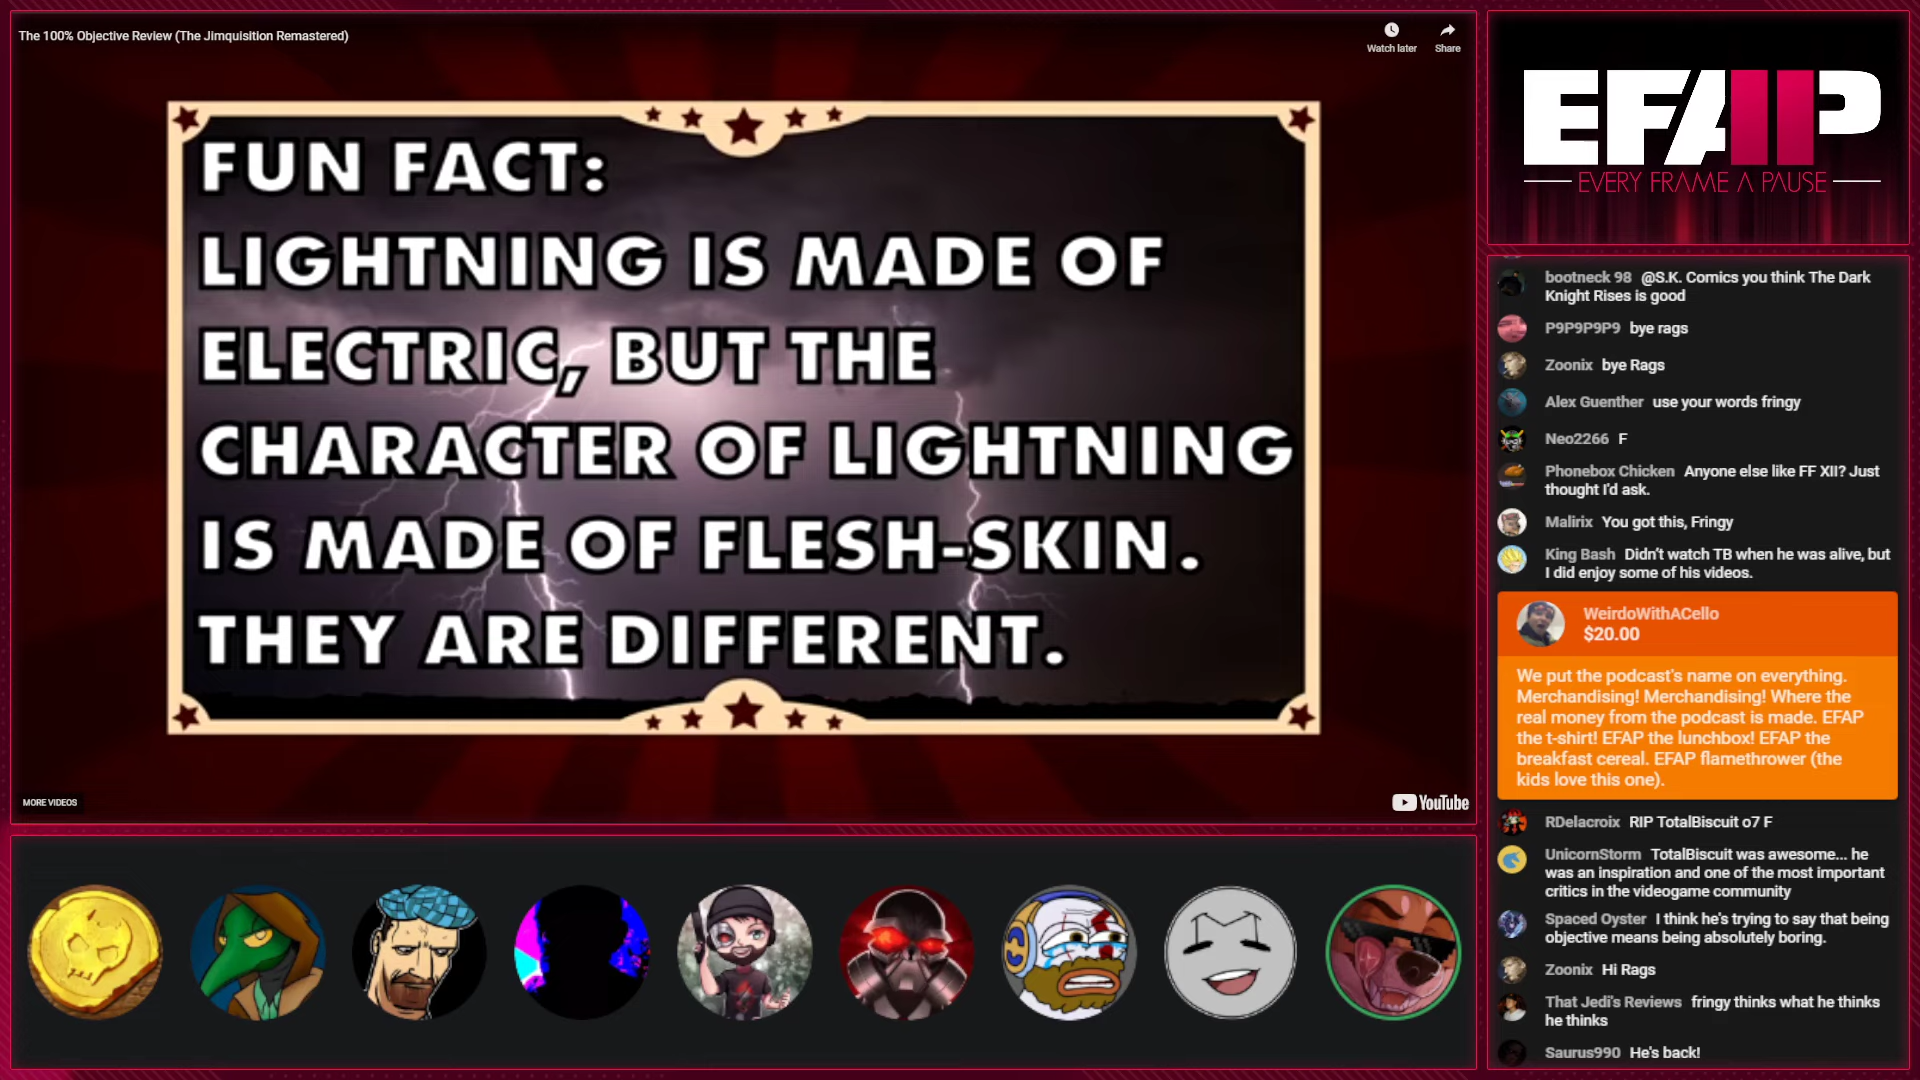 The 100% Objective Review (The Jimquisition Remastered)
Watch later
Share
FUN FACT:
LIGHTNING IS MADE OF
ELECTRIC, BUT THE
CHARACTER OF LIGHTNING
IS MADE OF FLESH-SKIN.
THEY ARE DIFFERENT.
MORE VIDEOS
YouTube
EFAP
EVERY FRAME A PAUSE
bootneck 98 @S.K. Comics you think The Dark
Knight Rises is good
P9P9P9P9 bye rags
Zoonix bye Rags
Alex Guenther use your words fringy
Neo2266 F
Phonebox Chicken Anyone else like FF XII? Just
thought I'd ask.
Malirix You got this, Fringy
King Bash Didn't watch TB when he was alive, but
I did enjoy some of his videos.
WeirdoWithACello
$20.00
We put the podcast's name on everything.
Merchandising! Merchandising! Where the
real money from the podcast is made. EFAP
the t-shirt! EFAP the lunchbox! EFAP the
breakfast cereal. EFAP flamethrower (the
kids love this one).
RDelacroix RIP TotalBiscuit o7 F
UnicornStorm TotalBiscuit was awesome... he
was an inspiration and one of the most important
critics in the videogame community
Spaced Oyster I think he's trying to say that being
objective means being absolutely boring.
Zoonix Hi Rags
That Jedi's Reviews fringy thinks what he thinks
he thinks
Saurus990 He's back!